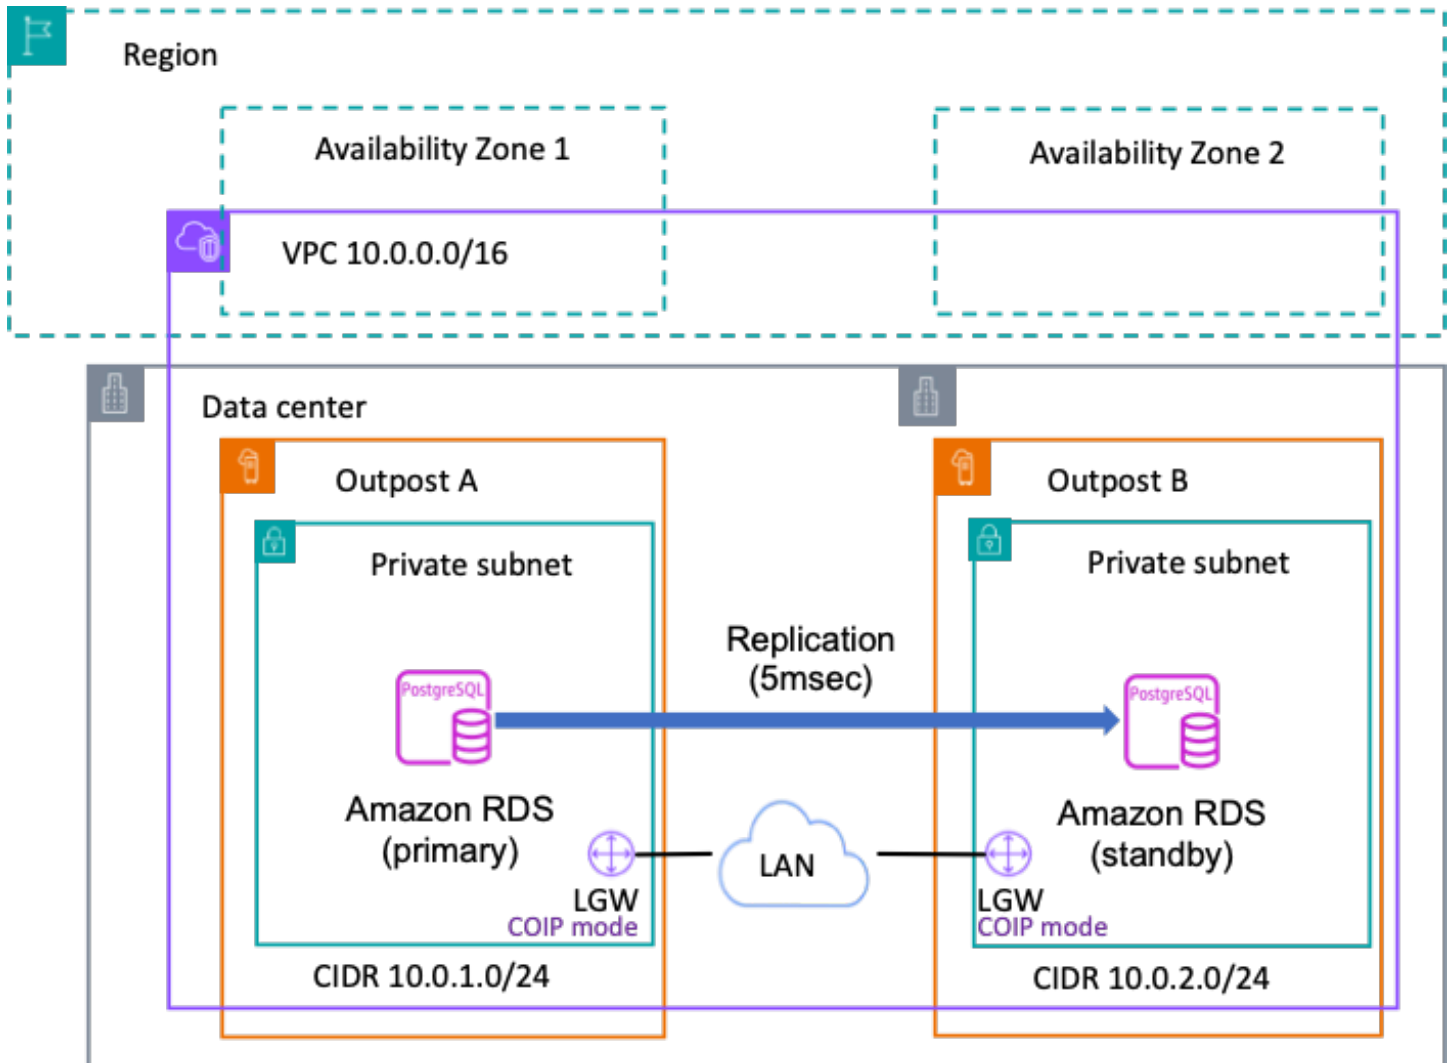 Region
Availability Zone 1
Availability Zone 2
VPC 10.0.0.0/16
Data center
Outpost A
Outpost B
Private subnet
Private subnet
Replication
(5msec)
PostgreSQL
PostgreSQL
Amazon RDS
(primary)
Amazon RDS
(standby)
LAN
LGW
COIP mode
LGW
COIP mode
CIDR 10.0.1.0/24
CIDR 10.0.2.0/24